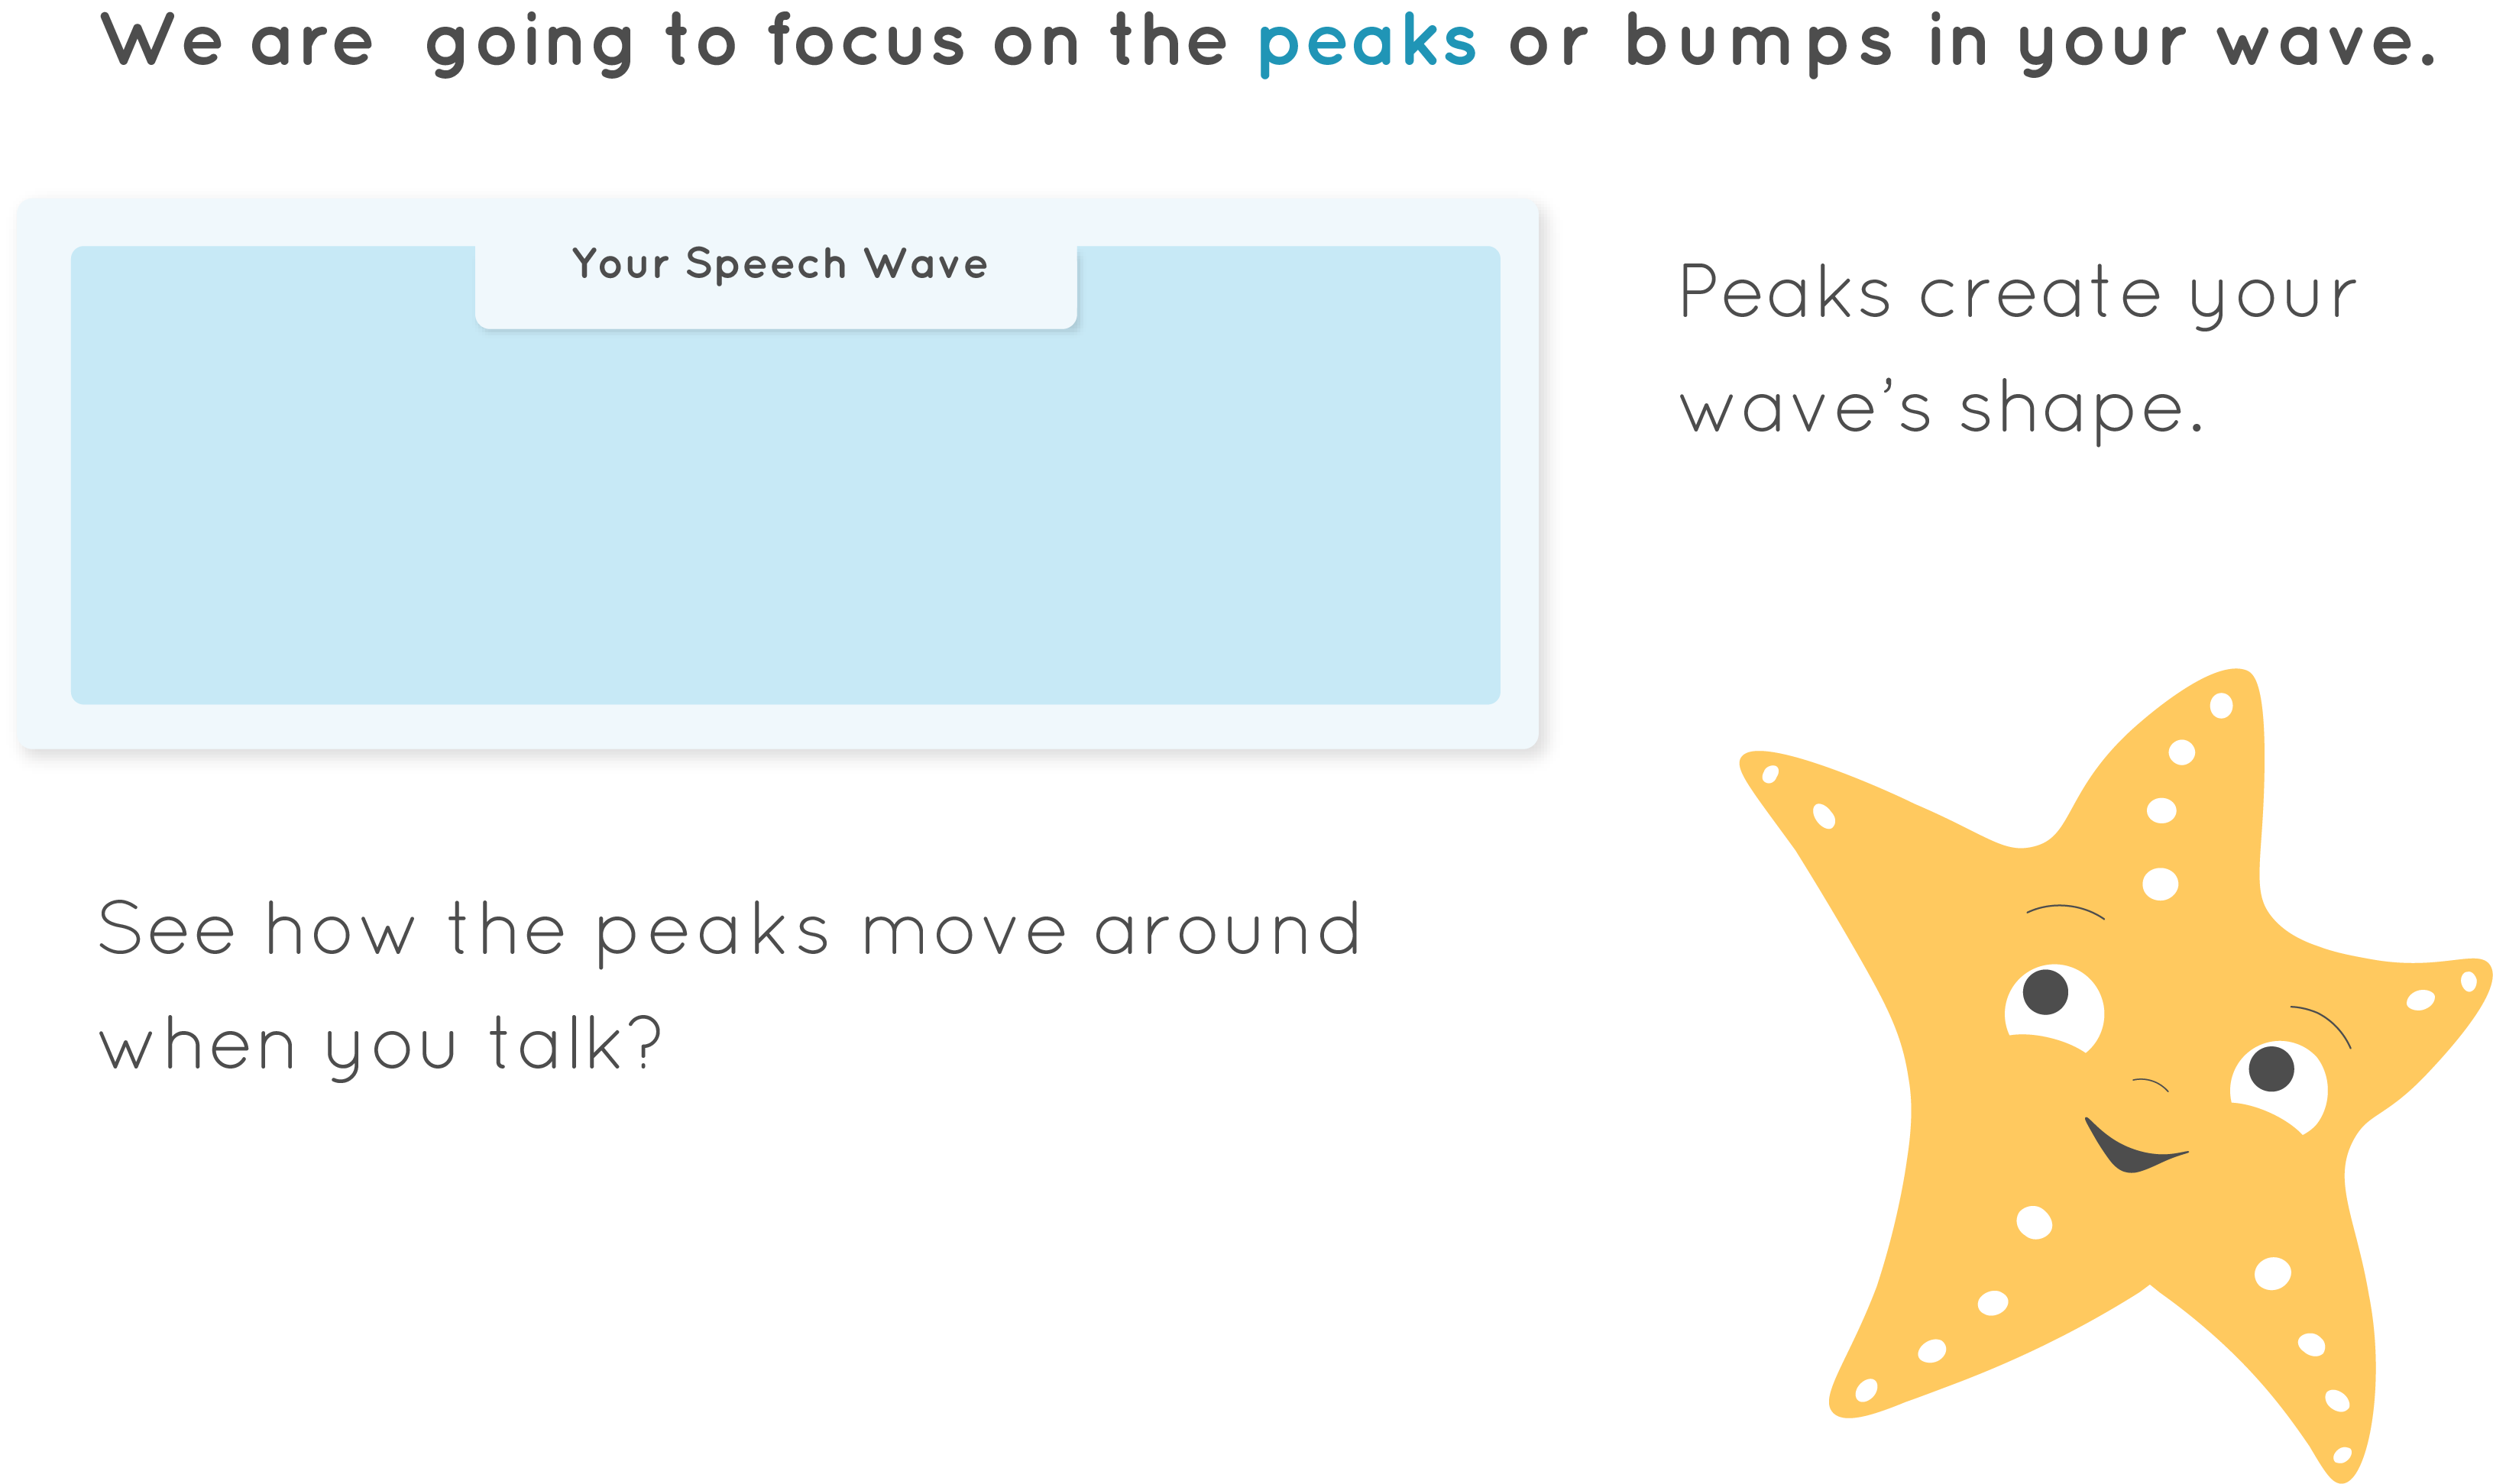 We are going to focus on the peaks or bumps in your wave.
Your Speech Wave
Peaks create your
wave’s shape.
See how the peaks move around
when you talk?